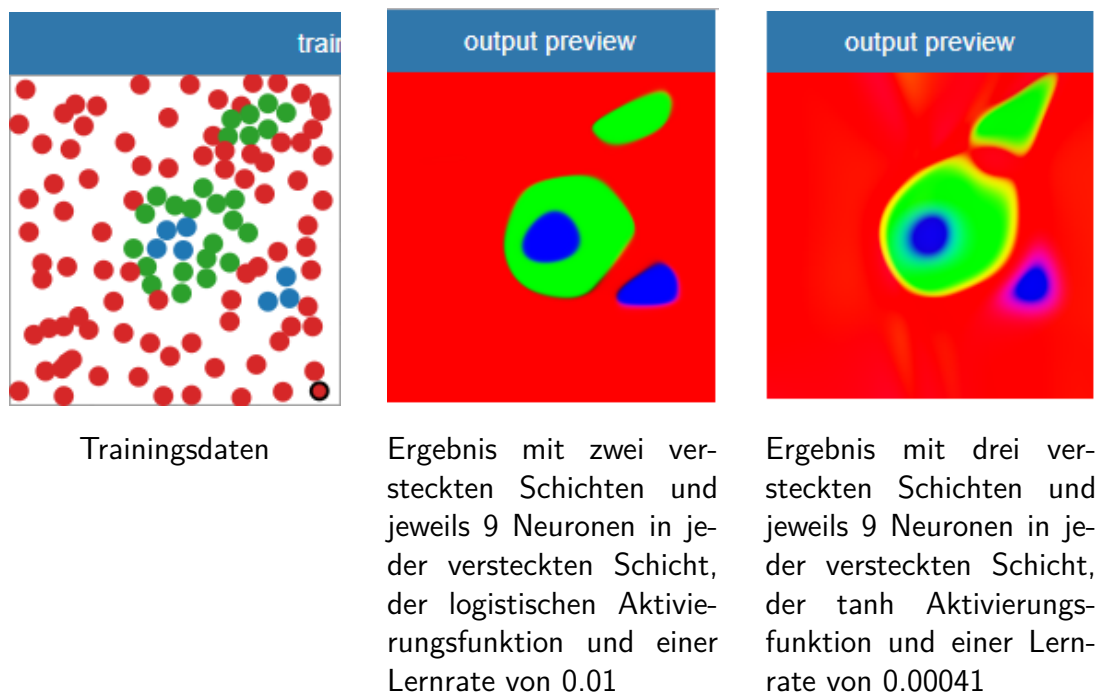 train
output preview
output preview
Trainingsdaten
Ergebnis mit zwei ver-
steckten Schichten und
jeweils 9 Neuronen in je-
der versteckten Schicht,
der logistischen Aktivie-
rungsfunktion und einer
Lernrate von 0.01
Ergebnis mit drei ver-
steckten Schichten und
jeweils 9 Neuronen in je-
der versteckten Schicht,
der tanh Aktivierungs-
funktion und einer Lern-
rate von 0.00041